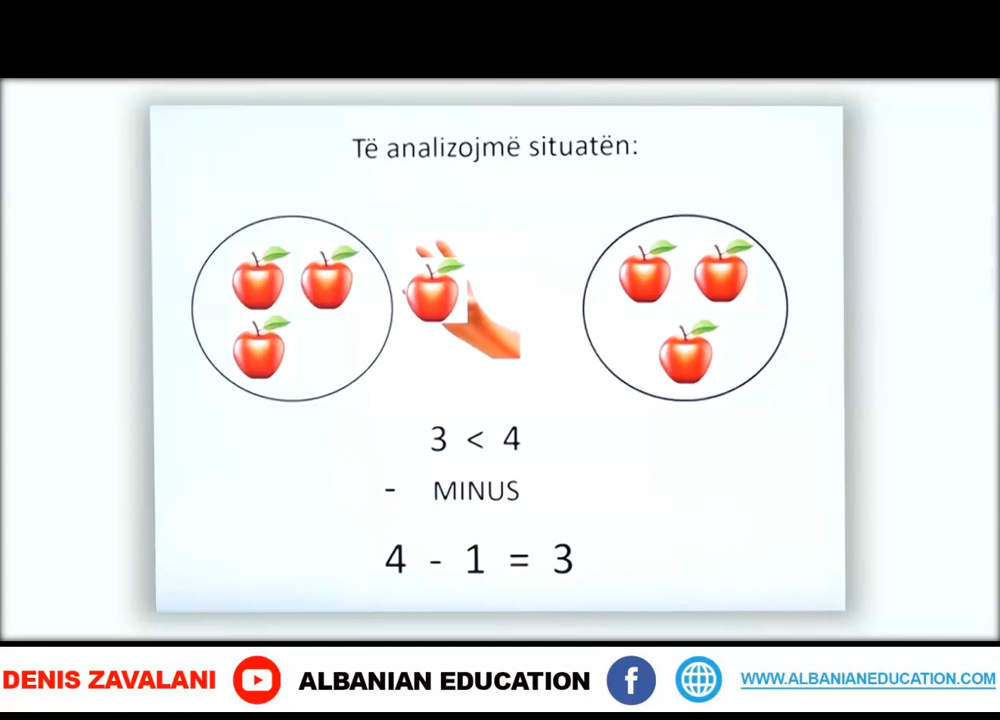 Të analizojmë situatën:
3 < 4
- MINUS
4 - 1 = 3
DENIS ZAVALANI
ALBANIAN EDUCATION
f
WWW.ALBANIANEDUCATION.COM